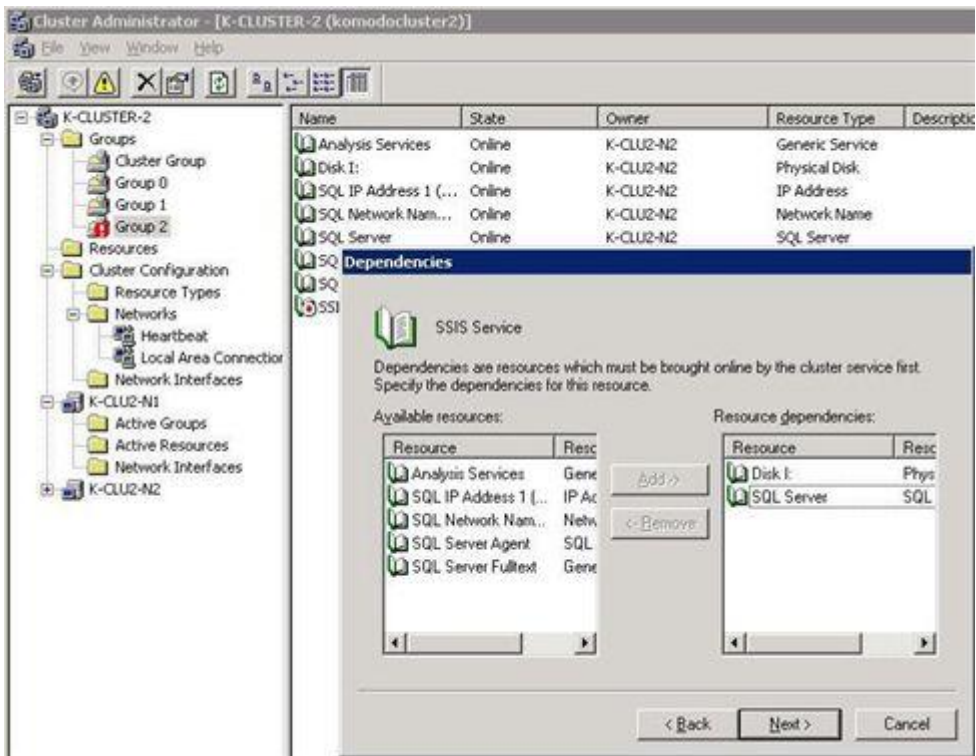 Cluster Administrator - [K-CLUSTER-2 (komodocluster2)]
File View Window Help
K-CLUSTER-2
Groups
Cluster Group
Group 0
Group 1
Group 2
Resources
Cluster Configuration
Resource Types
Networks
Heartbeat
Local Area Connection
Network Interfaces
K-CLU2-N1
Active Groups
Active Resources
Network Interfaces
K-CLU2-N2
Name State Owner Resource Type Descriptio
Analysis Services Online K-CLU2-N2 Generic Service
Disk I: Online K-CLU2-N2 Physical Disk
SQL IP Address 1 (... Online K-CLU2-N2 IP Address
SQL Network Nam... Online K-CLU2-N2 Network Name
SQL Server Online K-CLU2-N2 SQL Server
SQ
SQ
SSI
Dependencies
SSIS Service
Dependencies are resources which must be brought online by the cluster service first.
Specify the dependencies for this resource.
Available resources:
Resource Resc
Analysis Services Gene
SQL IP Address 1 (... IP Ac
SQL Network Nam... Netw
SQL Server Agent SQL
SQL Server Fulltext Gene
Add ->
<- Remove
Resource dependencies:
Resource Resc
Disk I: Phys
SQL Server SQL
< Back Next > Cancel